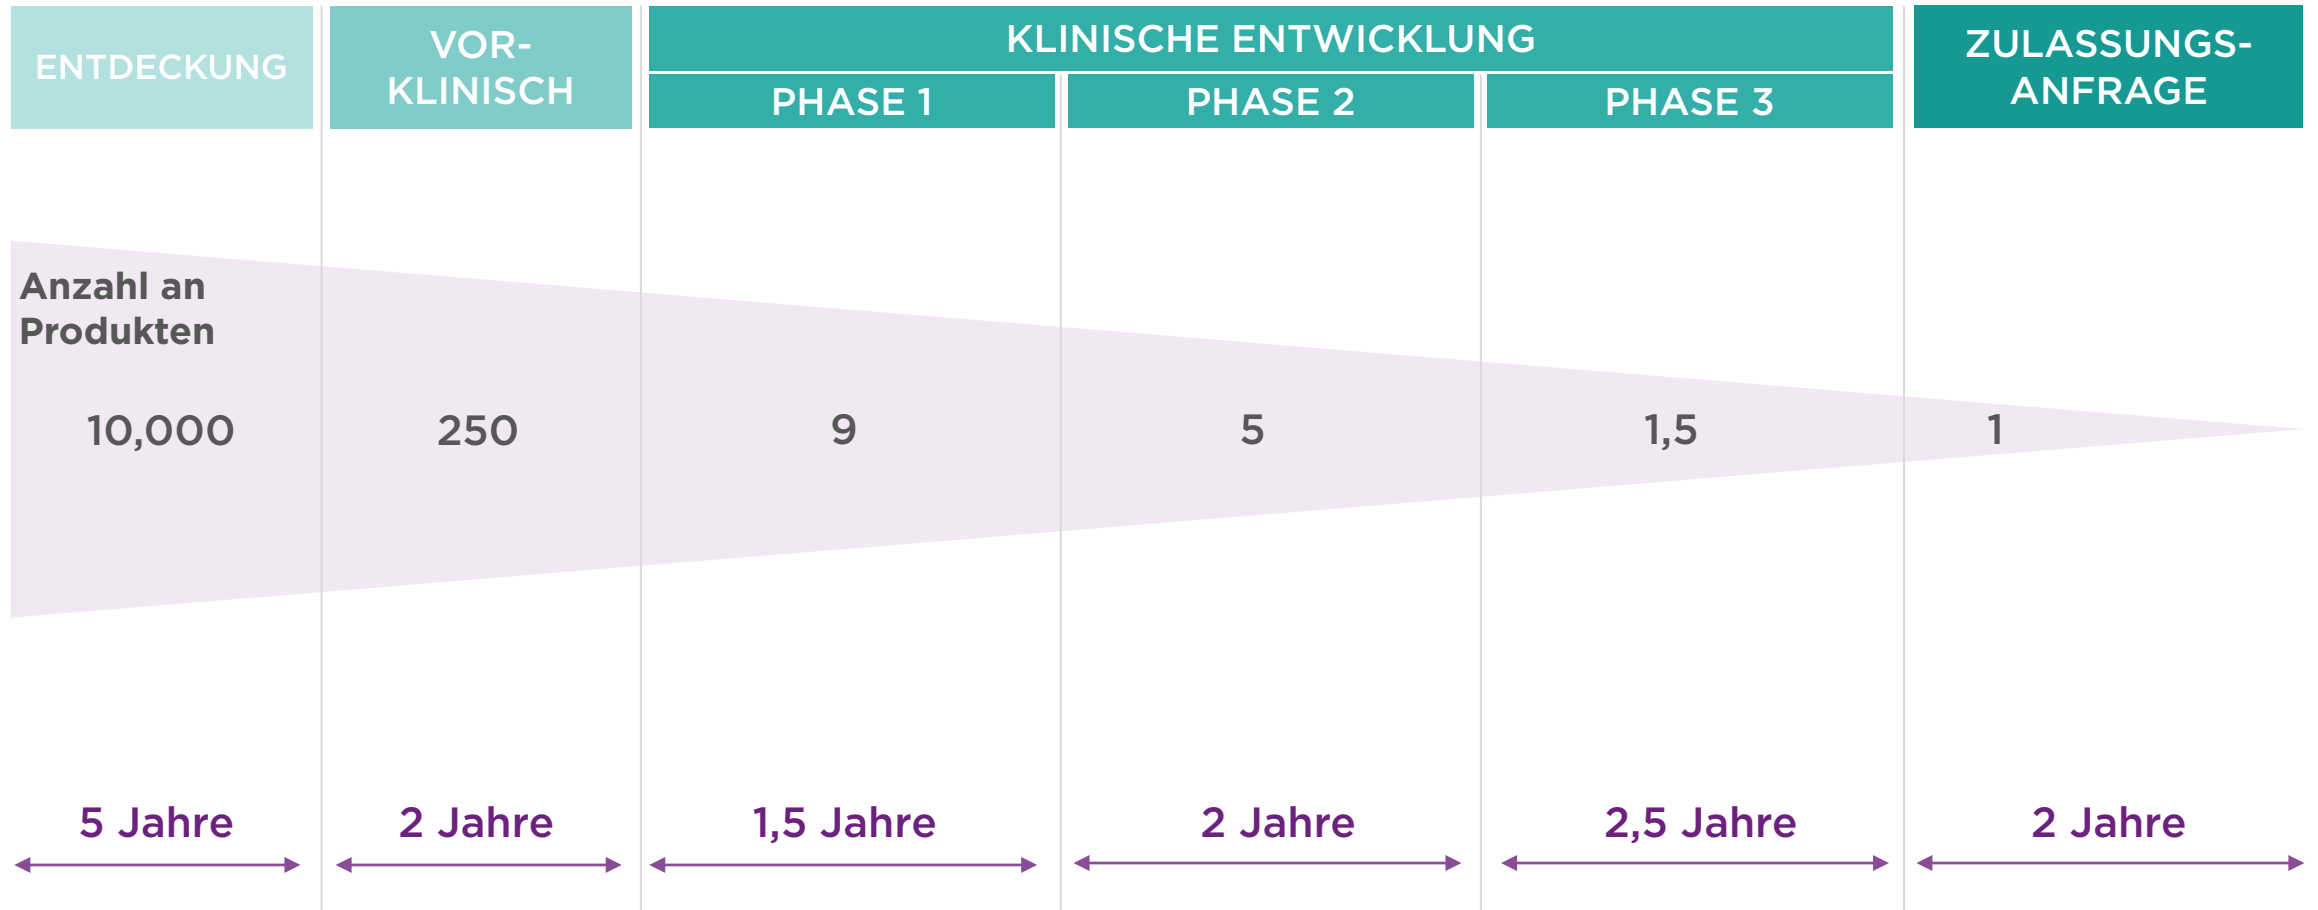 ENTDECKUNG
VOR-
KLINISCH
KLINISCHE ENTWICKLUNG
PHASE 1
PHASE 2
PHASE 3
ZULASSUNGS-
ANFRAGE
Anzahl an
Produkten
10,000
250
9
5
1,5
1
5 Jahre
2 Jahre
1,5 Jahre
2 Jahre
2,5 Jahre
2 Jahre